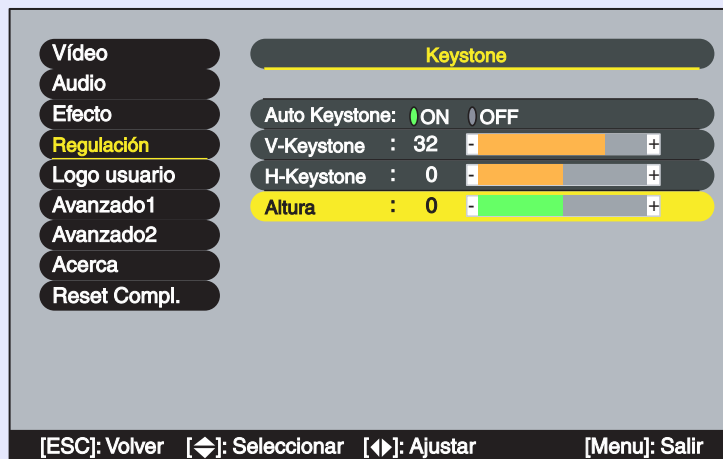 Vídeo
Audio
Efecto
Regulación
Logo usuario
Avanzado1
Avanzado2
Acerca
Reset Compl.
Keystone
Auto Keystone: ON OFF
V-Keystone : 32 - +
H-Keystone : 0 - +
Altura : 0 - +
[ESC]: Volver [◆]: Seleccionar [◀▶]: Ajustar [Menu]: Salir